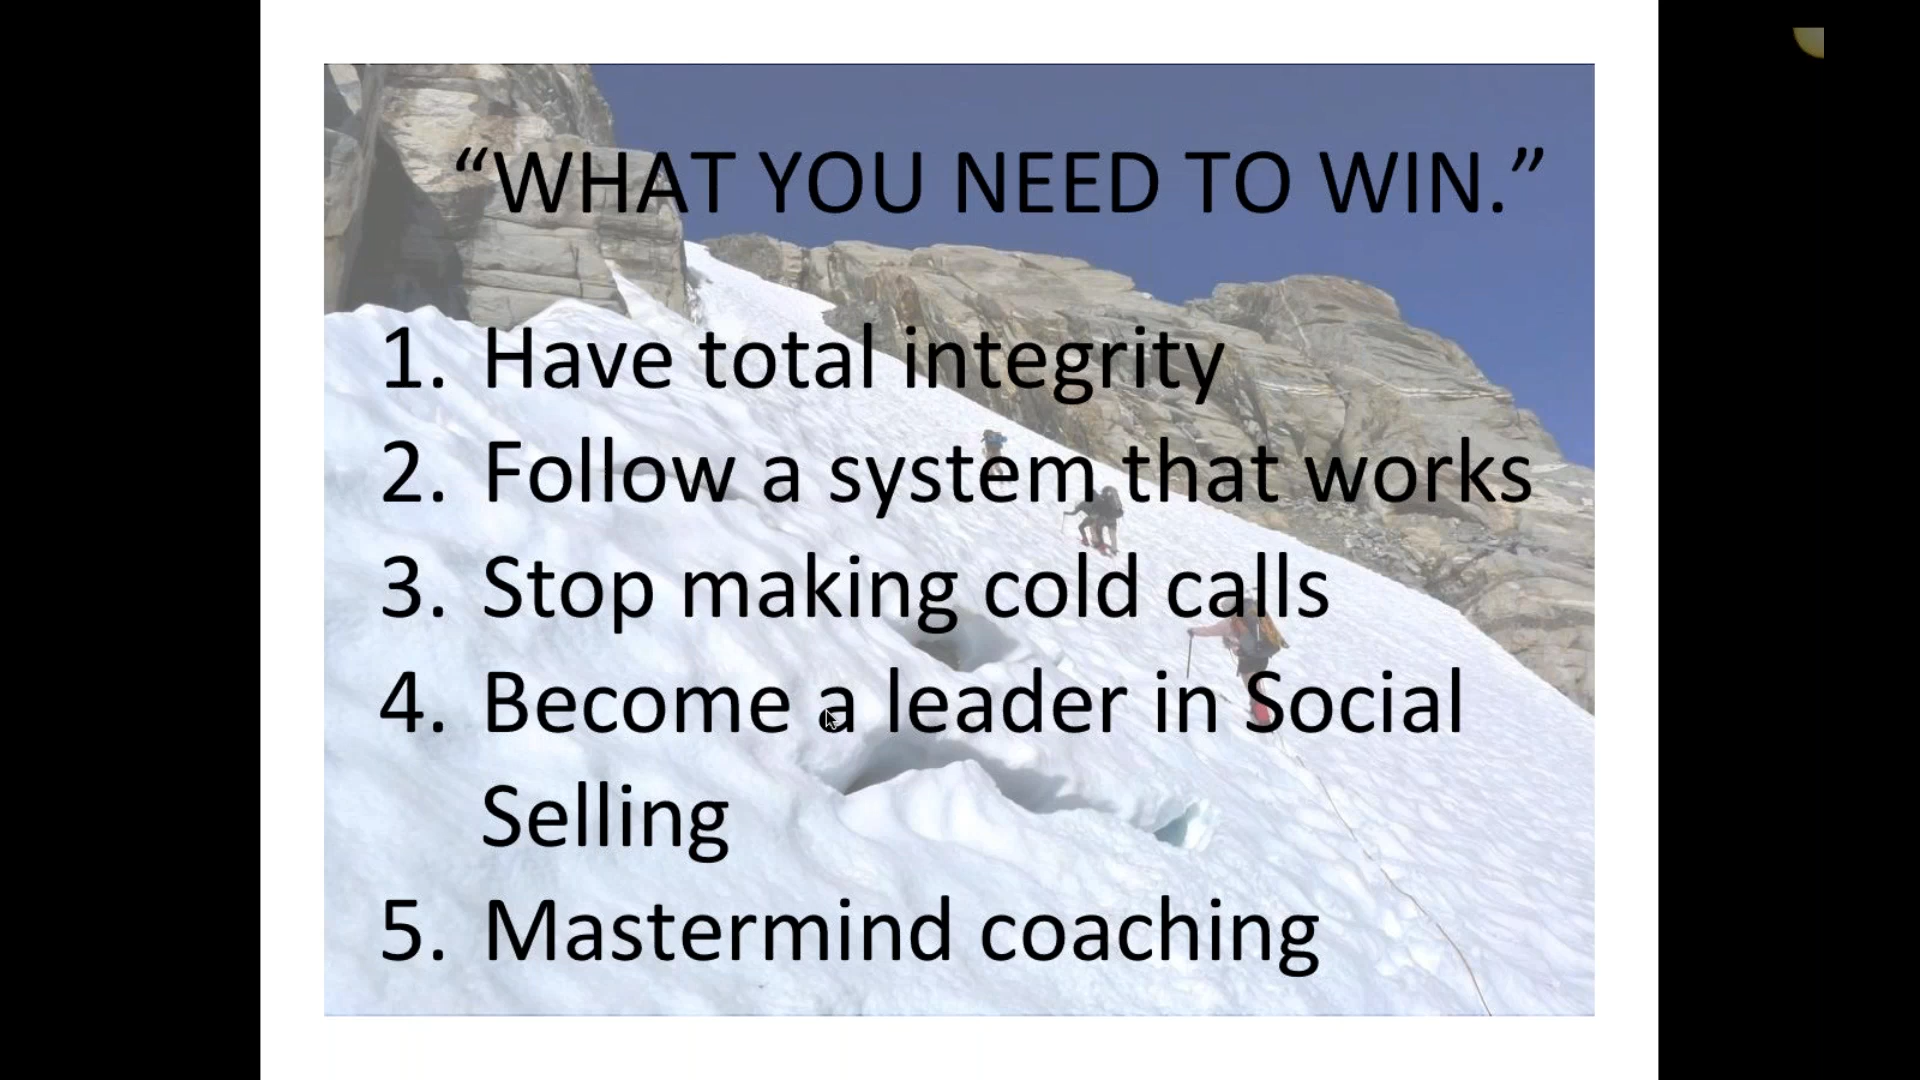 “WHAT YOU NEED TO WIN.”
1. Have total integrity
2. Follow a system that works
3. Stop making cold calls
4. Become a leader in Social
Selling
5. Mastermind coaching